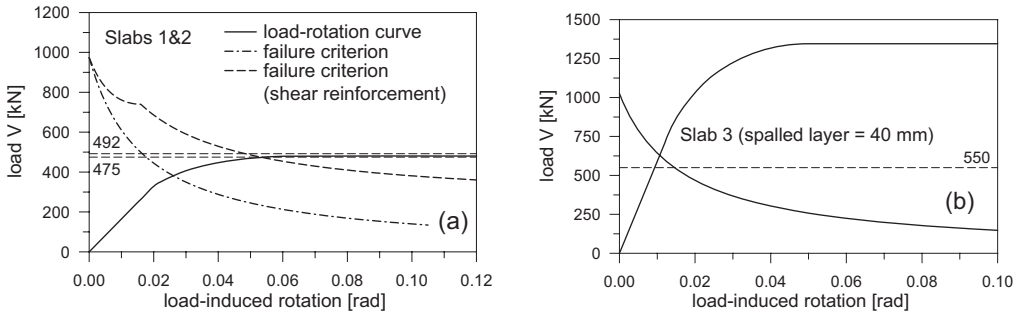 1200
1000
800
600
400
200
0
load V [kN]
Slabs 1&2
load-rotation curve
failure criterion
failure criterion
(shear reinforcement)
492
475
(a)
0.00 0.02 0.04 0.06 0.08 0.10 0.12
load-induced rotation [rad]
1500
1250
1000
750
500
250
0
load V [kN]
Slab 3 (spalled layer = 40 mm)
550
(b)
0.00 0.02 0.04 0.06 0.08 0.10
load-induced rotation [rad]